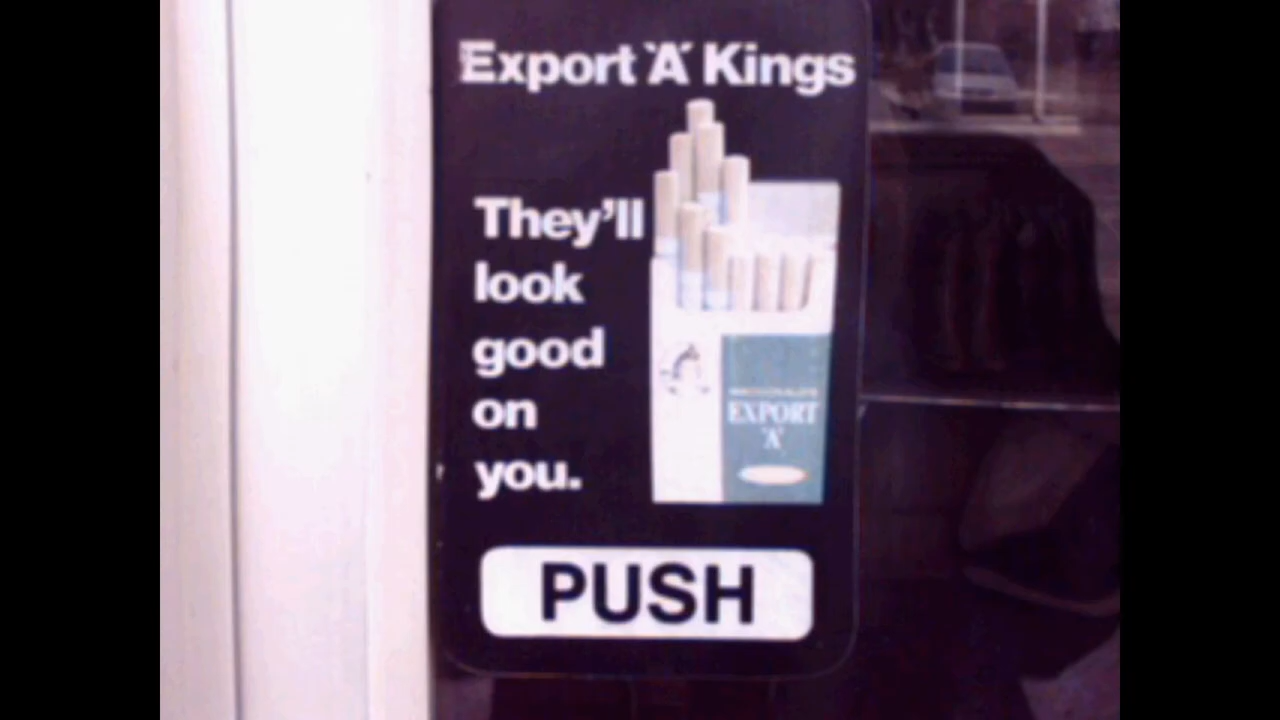 Export 'A' Kings
They'll
look
good
on
you.
EXPORT
'A'
PUSH